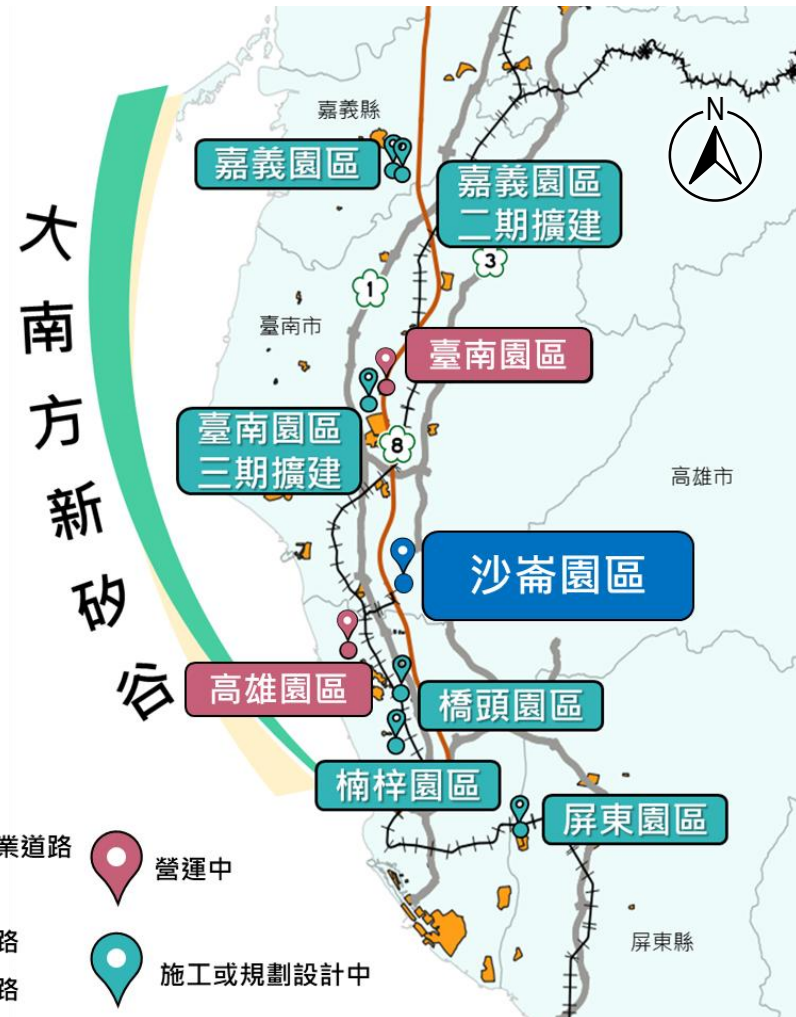 N
嘉義縣
嘉義園區
嘉義園區
二期擴建
3
1
大南方新矽谷
臺南市
臺南園區
臺南園區
三期擴建
8
高雄市
沙崙園區
高雄園區
橋頭園區
楠梓園區
屏東園區
業道路
營運中
路
屏東縣
施工或規劃設計中
路